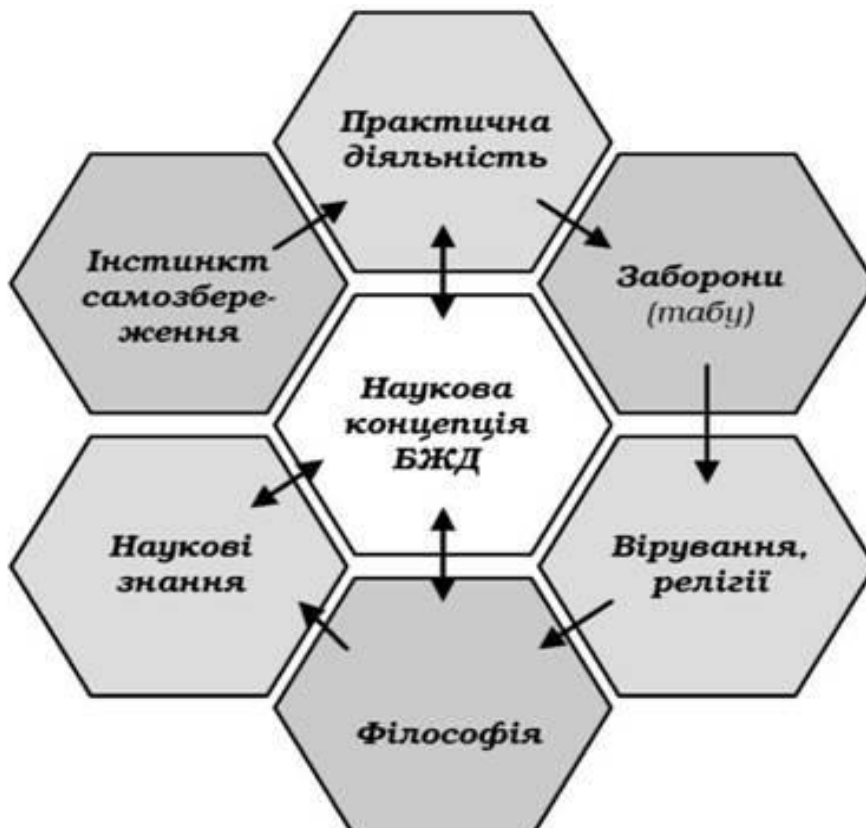 Практична
діяльність
Інстинкт
самозбере-
ження
Заборони
(табу)
Наукова
концепція
БЖД
Наукові
знання
Вірування,
релігії
Філософія